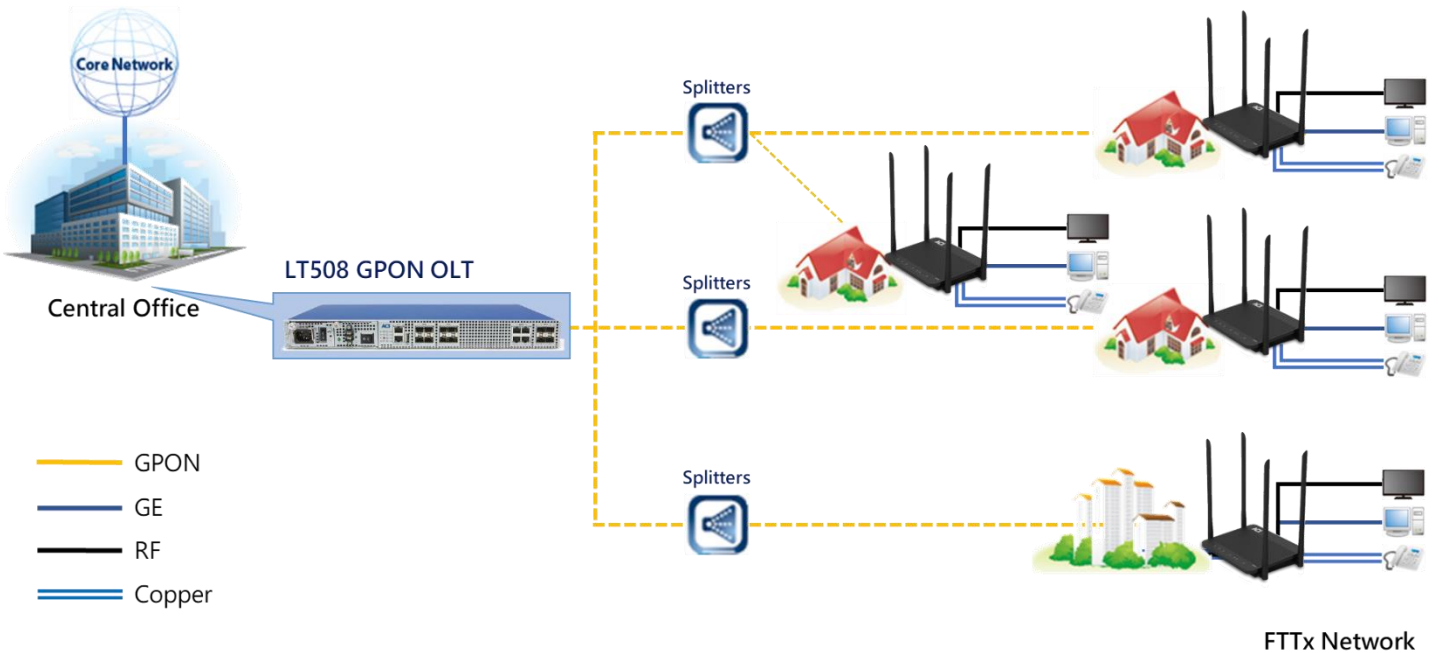 Core Network
Splitters
LT508 GPON OLT
Central Office
Splitters
GPON
GE
RF
Copper
Splitters
FTTx Network